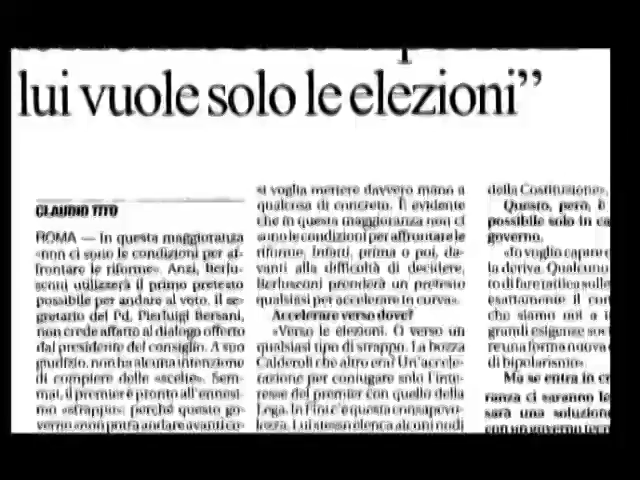 lui vuole solo le elezioni”
CLAUDIO TITO
ROMA — In questa maggioranza
«non ci sono le condizioni per af-
frontare le riforme». Anzi, Berlu-
sconi utilizzerà il primo pretesto
possibile per andare al voto. Il se-
gretario del Pd, Pierluigi Bersani,
non crede affatto al dialogo offerto
dal presidente del consiglio. A suo
giudizio, non ha alcuna intenzione
di compiere delle «scelte». Sem-
mai, il premier è pronto all'ennesi-
mo «strappo» perché questo go-
verno «non potrà andare avanti co-
si voglia mettere davvero mano a
qualcosa di concreto. È evidente
che in questa maggioranza non ci
sono le condizioni per affrontare le
riforme. Infatti, prima o poi, da-
vanti alla difficoltà di decidere,
Berlusconi prenderà un pretesto
qualsiasi per accelerare in curva».
Accelerare verso dove?
«Verso le elezioni. O verso un
qualsiasi tipo di strappo. La bozza
Calderoli che altro era? Un'accele-
razione per coniugare solo l'inte-
resse del premier con quello della
Lega. In Fini c'è questa consapevo-
lezza. Lui stesso elenca alcuni nodi
della Costituzione».
Questo, però, è
possibile solo in ca
governo.
«Io voglio capire
la deriva. Qualcuno
to di fare tattica sulle
esattamente il con
che siamo noi a
grandi esigenze so
re una forma nuova
di bipolarismo».
Ma se entra in cr
ranza ci saranno le
sarà una soluzion
con un governo tecn